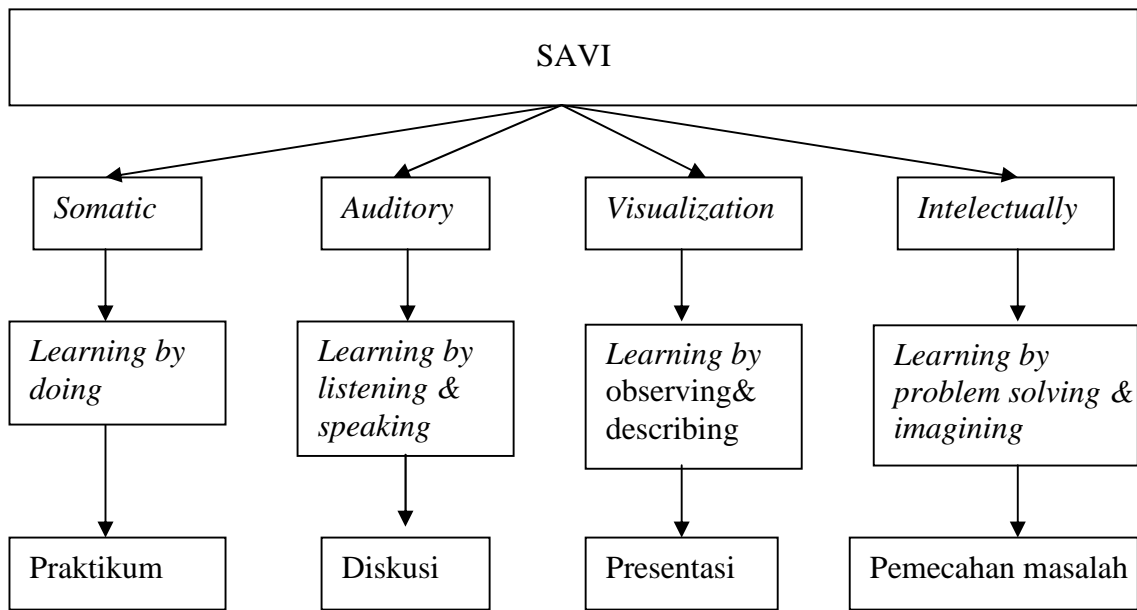 SAVI
Somatic
Auditory
Visualization
Intelectually
Learning by
doing
Learning by
listening &
speaking
Learning by
observing&
describing
Learning by
problem solving &
imagining
Praktikum
Diskusi
Presentasi
Pemecahan masalah